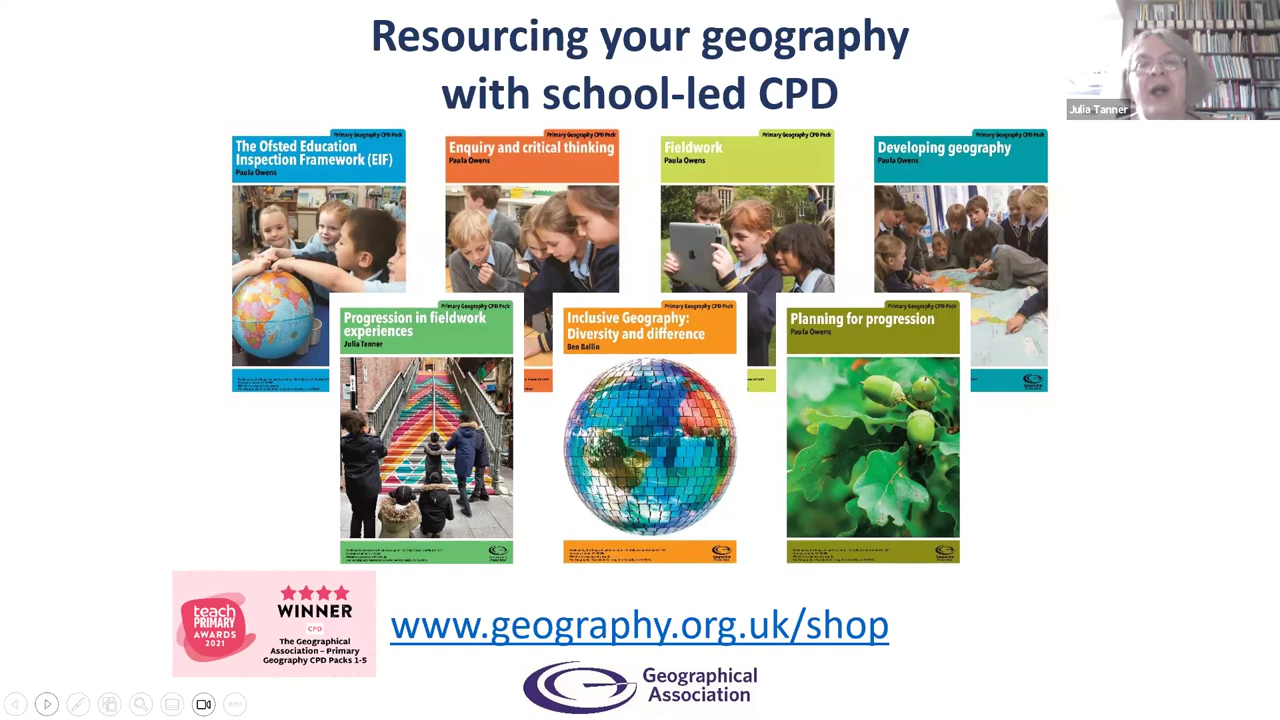 Resourcing your geography
with school-led CPD
Julia Tanner
Primary Geography CPD Pack
The Ofsted Education
Inspection Framework (EIF)
Paula Owens
Primary Geography CPD Pack
Enquiry and critical thinking
Paula Owens
Primary Geography CPD Pack
Fieldwork
Paula Owens
Primary Geography CPD Pack
Developing geography
Paula Owens
Primary Geography CPD Pack
Progression in fieldwork
experiences
Julia Tanner
Primary Geography CPD Pack
Inclusive Geography:
Diversity and difference
Ben Ballin
Primary Geography CPD Pack
Planning for progression
Paula Owens
teach
PRIMARY
AWARDS
2021
WINNER
CPD
The Geographical
Association – Primary
Geography CPD Packs 1-5
www.geography.org.uk/shop
Geographical
Association